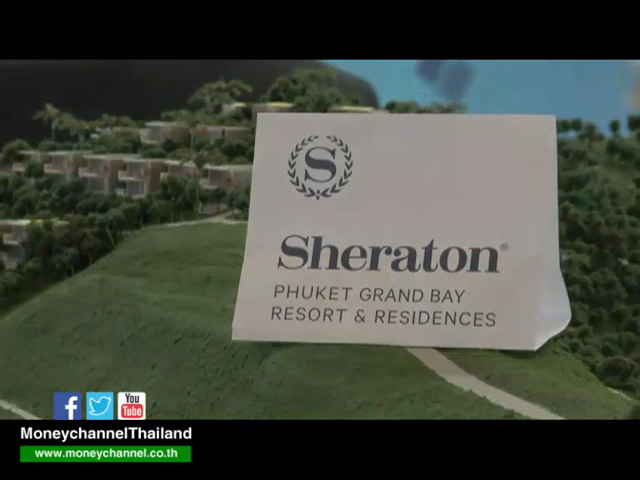 S
Sheraton®
PHUKET GRAND BAY
RESORT & RESIDENCES
f You
Tube
MoneychannelThailand
www.moneychannel.co.th